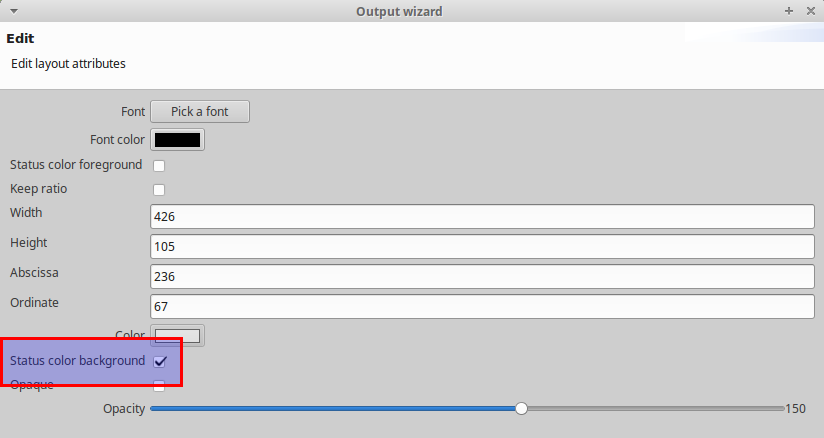 Output wizard
Edit
Edit layout attributes
Font Pick a font
Font color
Status color foreground
Keep ratio
Width 426
Height 105
Abscissa 236
Ordinate 67
Color
Status color background
Opaque
Opacity 150